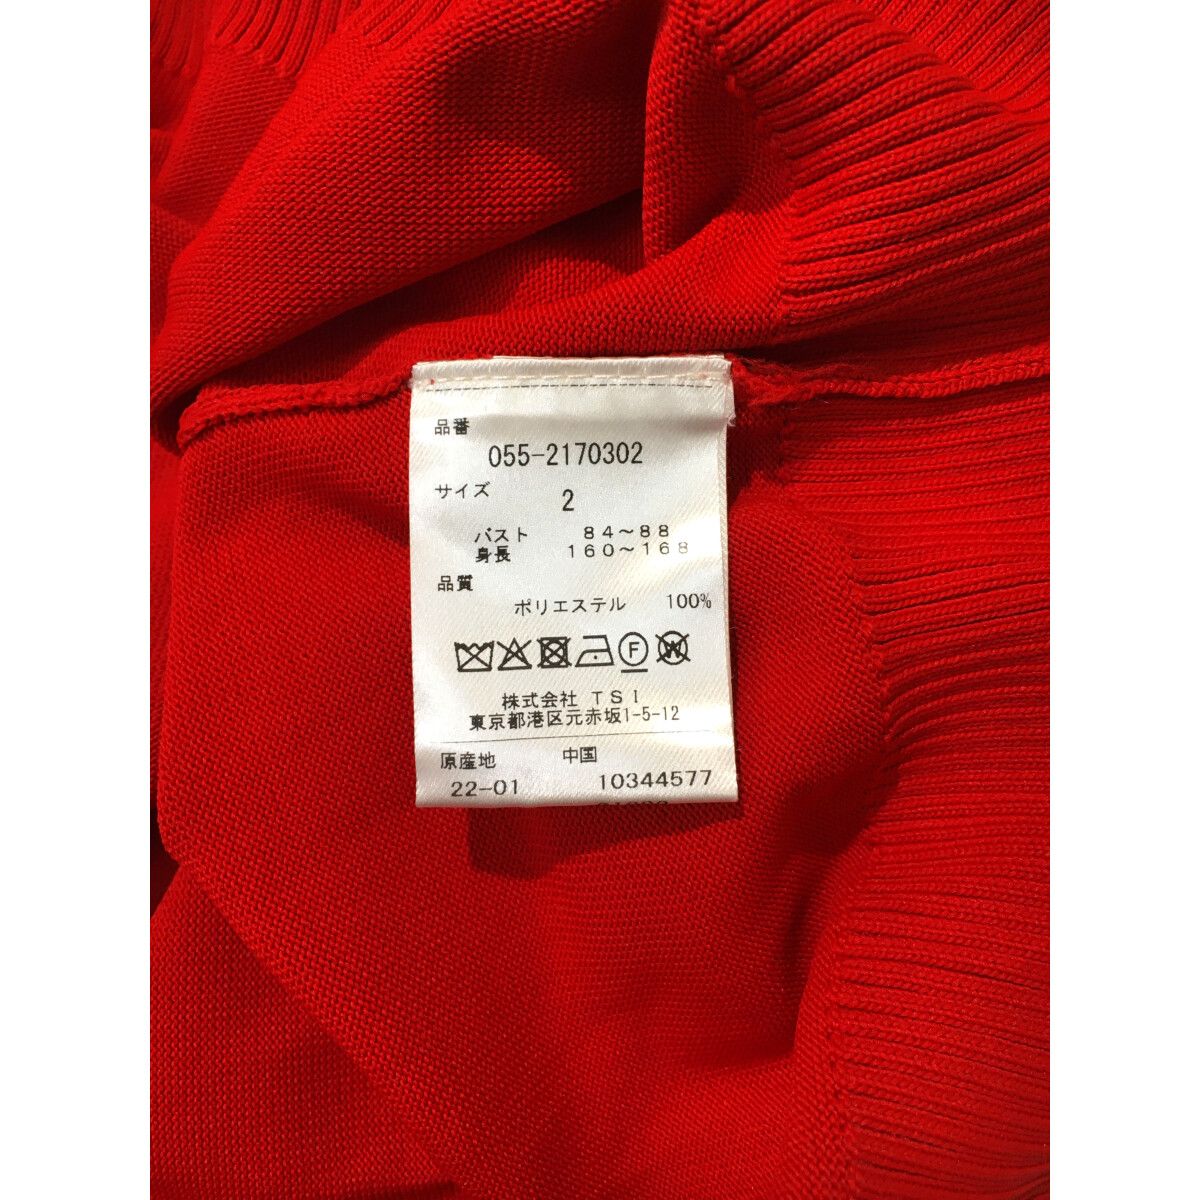 品番
055-2170302
サイズ
2
バスト 84～88
身長 160～168
品質
ポリエステル 100%
F W
株式会社 TSI
東京都港区元赤坂1-5-12
原産地 中国
22-01 10344577